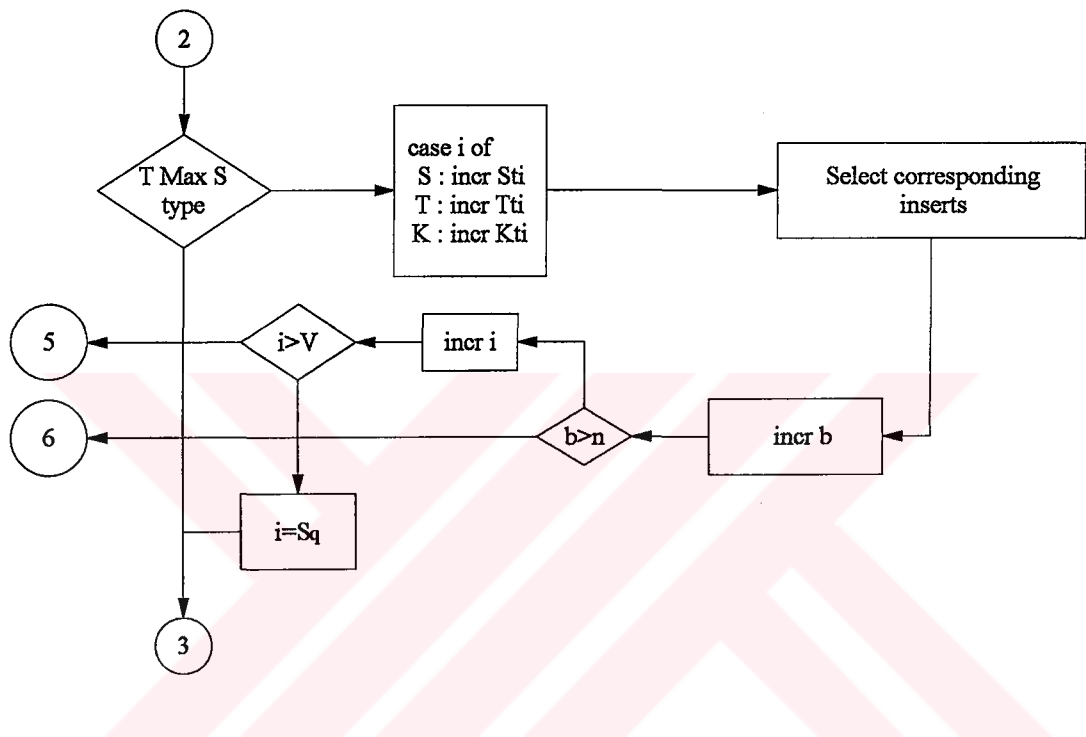 2
T Max S
type
case i of
S : incr Sti
T : incr Tti
K : incr Kti
Select corresponding
inserts
5
i>V
incr i
6
b>n
incr b
i=Sq
3